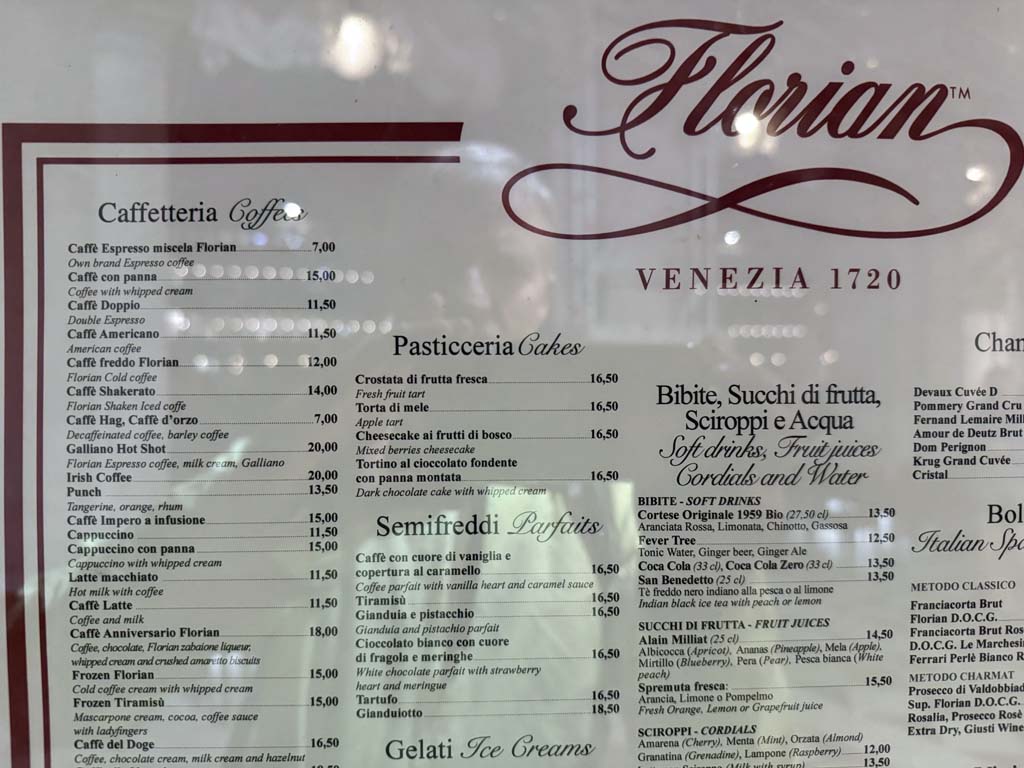 Florian™
VENEZIA 1720
Caffetteria Coffees
Caffè Espresso miscela Florian 7,00
Own brand Espresso coffee
Caffè con panna 15,00
Coffee with whipped cream
Caffè Doppio 11,50
Double Espresso
Caffè Americano 11,50
American coffee
Caffè freddo Florian 12,00
Florian Cold coffee
Caffè Shakerato 14,00
Florian Shaken Iced coffe
Caffè Hag, Caffè d'orzo 7,00
Decaffeinated coffee, barley coffee
Galliano Hot Shot 20,00
Florian Espresso coffee, milk cream, Galliano
Irish Coffee 20,00
Punch 13,50
Tangerine, orange, rhum
Caffè Impero a infusione 15,00
Cappuccino 11,50
Cappuccino con panna 15,00
Cappuccino with whipped cream
Latte macchiato 11,50
Hot milk with coffee
Caffè Latte 11,50
Coffee and milk
Caffè Anniversario Florian 18,00
Coffee, chocolate, Florian zabaione liqueur,
whipped cream and crushed amaretto biscuits
Frozen Florian 15,00
Cold coffee cream with whipped cream
Frozen Tiramisù 15,00
Mascarpone cream, cocoa, coffee sauce
with ladyfingers
Caffè del Doge 16,50
Coffee, chocolate cream, milk cream and hazelnut
Pasticceria Cakes
Crostata di frutta fresca 16,50
Fresh fruit tart
Torta di mele 16,50
Apple tart
Cheesecake ai frutti di bosco 16,50
Mixed berries cheesecake
Tortino al cioccolato fondente
con panna montata 16,50
Dark chocolate cake with whipped cream
Semifreddi Parfaits
Caffè con cuore di vaniglia e
copertura al caramello 16,50
Coffee parfait with vanilla heart and caramel sauce
Tiramisù 16,50
Gianduia e pistacchio 16,50
Giandula and pistachio parfait
Cioccolato bianco con cuore
di fragola e meringhe 16,50
White chocolate parfait with strawberry
heart and meringue
Tartufo 16,50
Gianduiotto 18,50
Gelati Ice Creams
Bibite, Succhi di frutta,
Sciroppi e Acqua
Soft drinks, Fruit juices
Cordials and Water
BIBITE - SOFT DRINKS
Cortese Originale 1959 Bio (27.50 cl) 13,50
Aranciata Rossa, Limonata, Chinotto, Gassosa
Fever Tree 12,50
Tonic Water, Ginger beer, Ginger Ale
Coca Cola (33 cl), Coca Cola Zero (33 cl) 13,50
San Benedetto (25 cl) 13,50
Tè freddo nero indiano alla pesca o al limone
Indian black ice tea with peach or lemon
SUCCHI DI FRUTTA - FRUIT JUICES
Alain Milliat (25 cl) 14,50
Albicocca (Apricot), Ananas (Pineapple), Mela (Apple),
Mirtillo (Blueberry), Pera (Pear), Pesca bianca (White
peach)
Spremuta fresca: 15,50
Arancia, Limone o Pompelmo
Fresh Orange, Lemon or Grapefruit juice
SCIROPPI - CORDIALS
Amarena (Cherry), Menta (Mint), Orzata (Almond)
Granatina (Grenadine), Lampone (Raspberry) 12,00
13,50
Cham
Devaux Cuvée D
Pommery Grand Cru
Fernand Lemaire Mill
Amour de Deutz Brut
Dom Perignon
Krug Grand Cuvée
Cristal
Bol
Italian Spa
METODO CLASSICO
Franciacorta Brut
Florian D.O.C.G.
Franciacorta Brut Ros
D.O.C.G. Le Marchesin
Ferrari Perlè Bianco R
METODO CHARMAT
Prosecco di Valdobbiad
Sup. Florian D.O.C.G.
Rosalia, Prosecco Rosè
Extra Dry, Giusti Wine